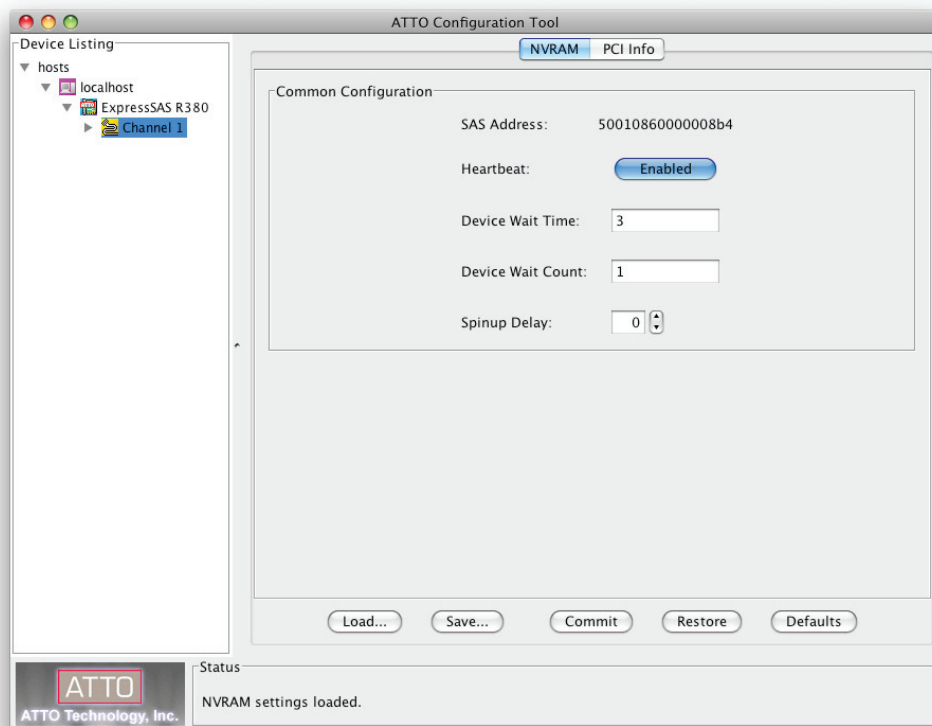 ATTO Configuration Tool
Device Listing
hosts
localhost
ExpressSAS R380
Channel 1
NVRAM PCI Info
Common Configuration
SAS Address: 50010860000008b4
Heartbeat: Enabled
Device Wait Time: 3
Device Wait Count: 1
Spinup Delay: 0
Load... Save... Commit Restore Defaults
ATTO
ATTO Technology, Inc.
Status
NVRAM settings loaded.